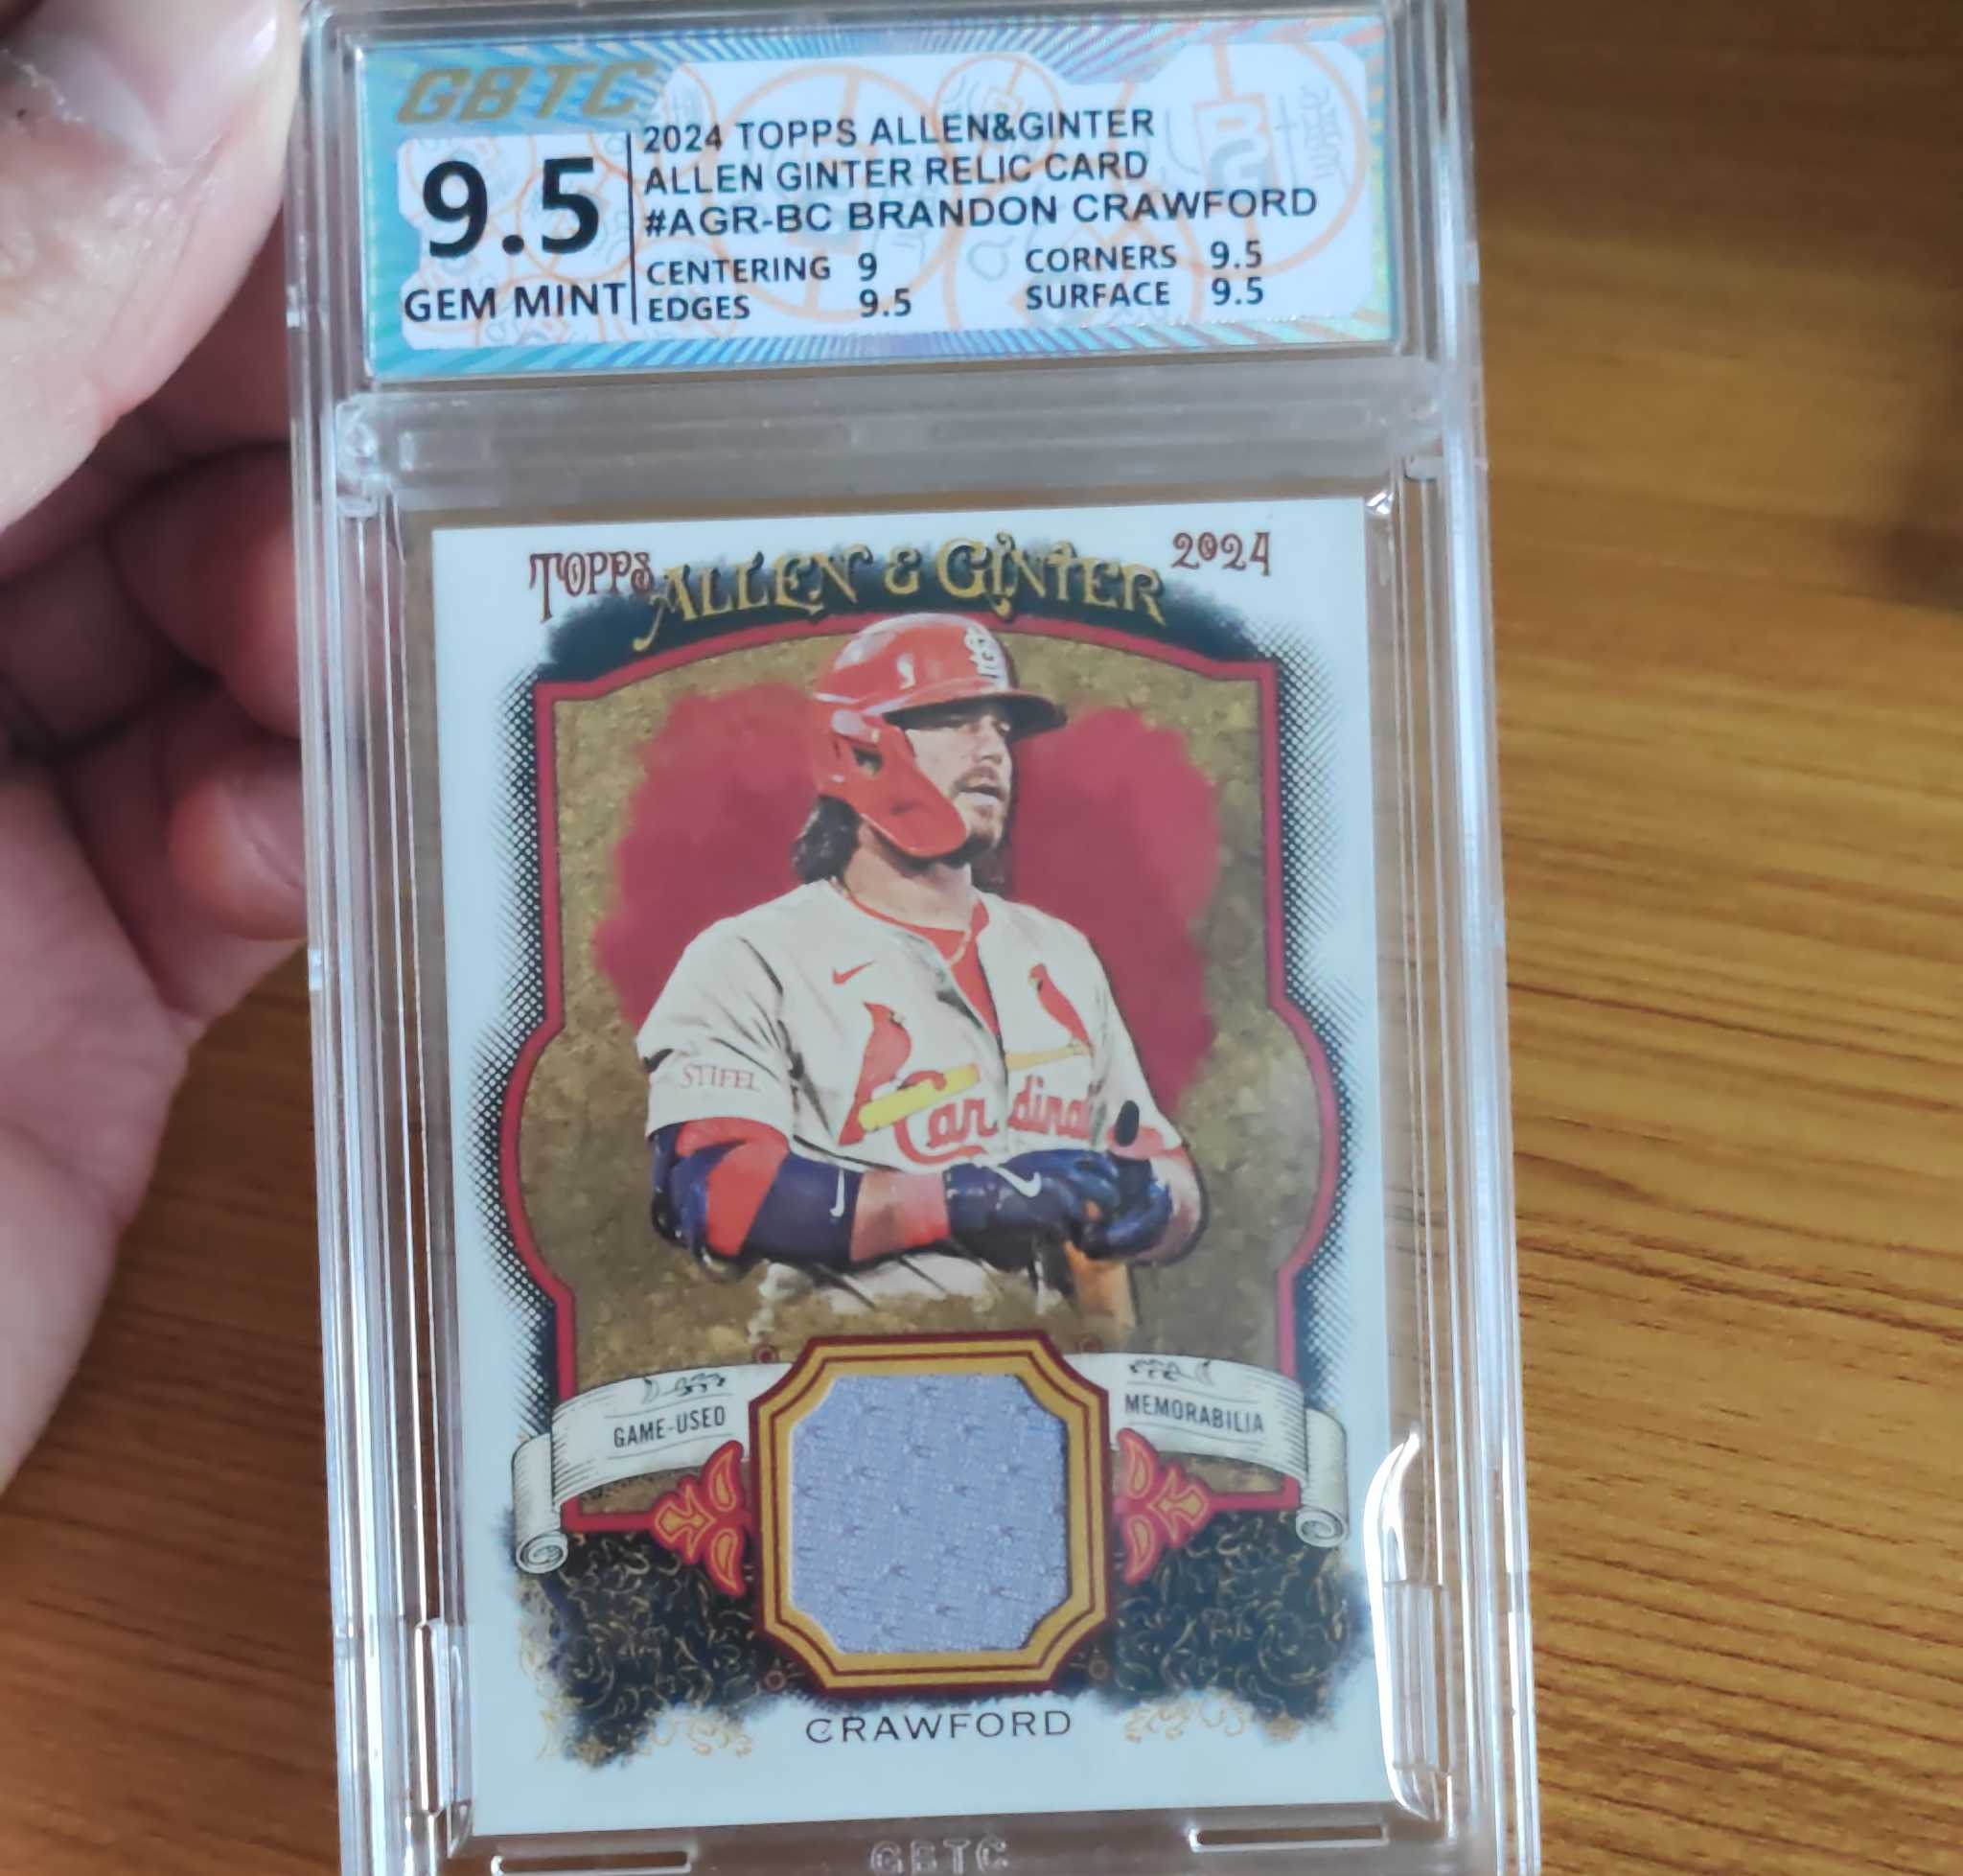 GBTC
9.5
GEM MINT
2024 TOPPS ALLEN&GINTER
ALLEN GINTER RELIC CARD
#AGR-BC BRANDON CRAWFORD
CENTERING 9 CORNERS 9.5
EDGES 9.5 SURFACE 9.5
TOPPS ALLEN & GINTER 2024
STIFEL
Cardinals
GAME-USED MEMORABILIA
CRAWFORD
GBTC